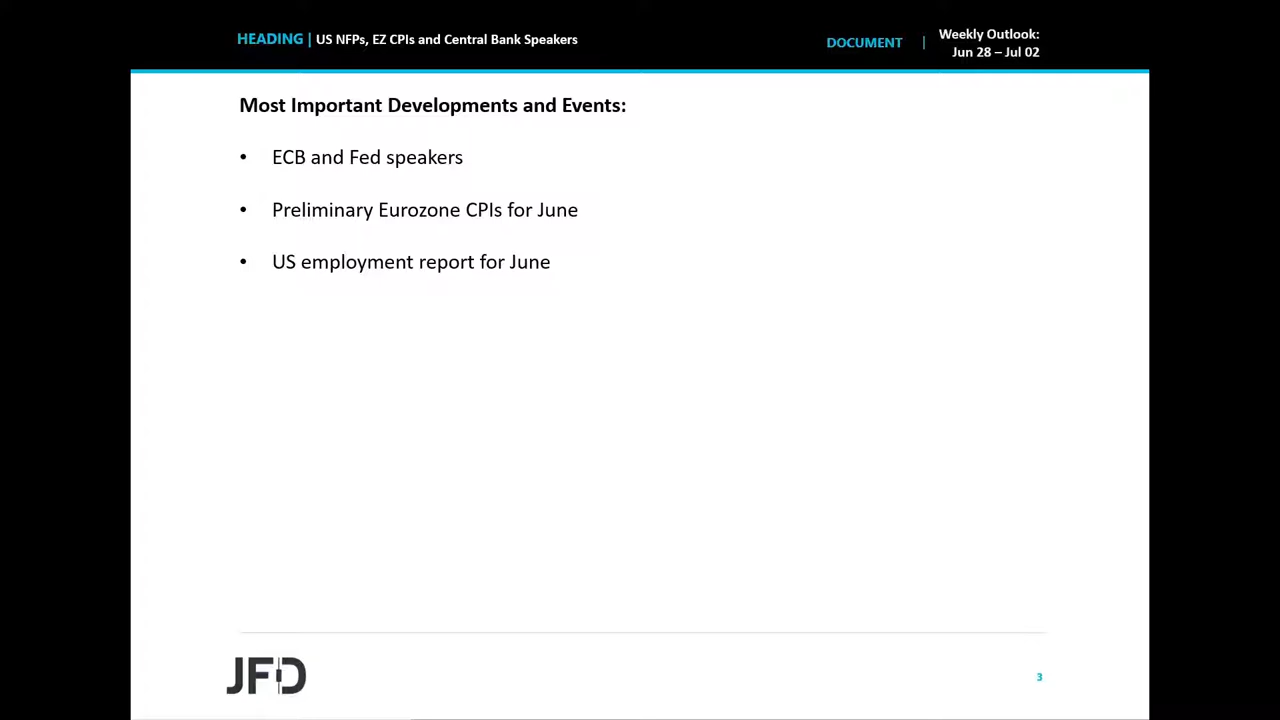 HEADING | US NFPs, EZ CPIs and Central Bank Speakers
DOCUMENT |
Weekly Outlook:
Jun 28 – Jul 02
Most Important Developments and Events:
• ECB and Fed speakers
• Preliminary Eurozone CPIs for June
• US employment report for June
JFD
3